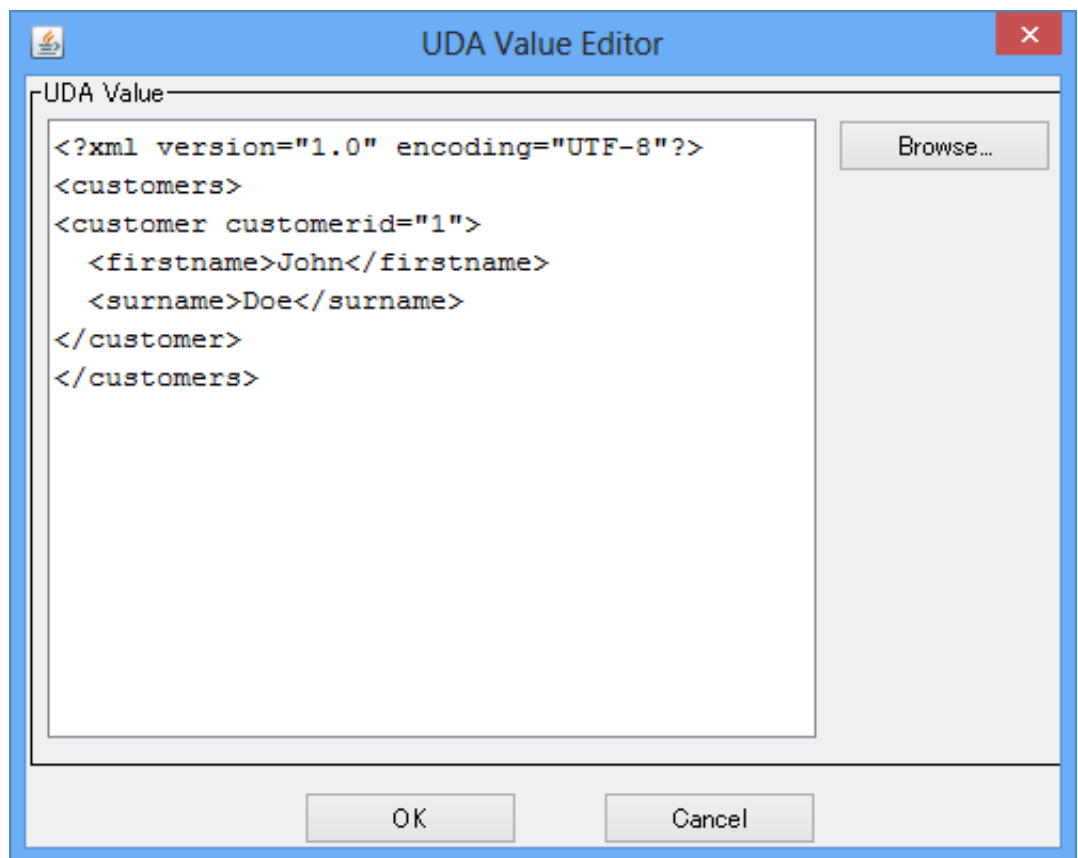 UDA Value Editor
UDA Value
<?xml version="1.0" encoding="UTF-8"?>
<customers>
<customer customerid="1">
  <firstname>John</firstname>
  <surname>Doe</surname>
</customer>
</customers>
Browse...
OK
Cancel